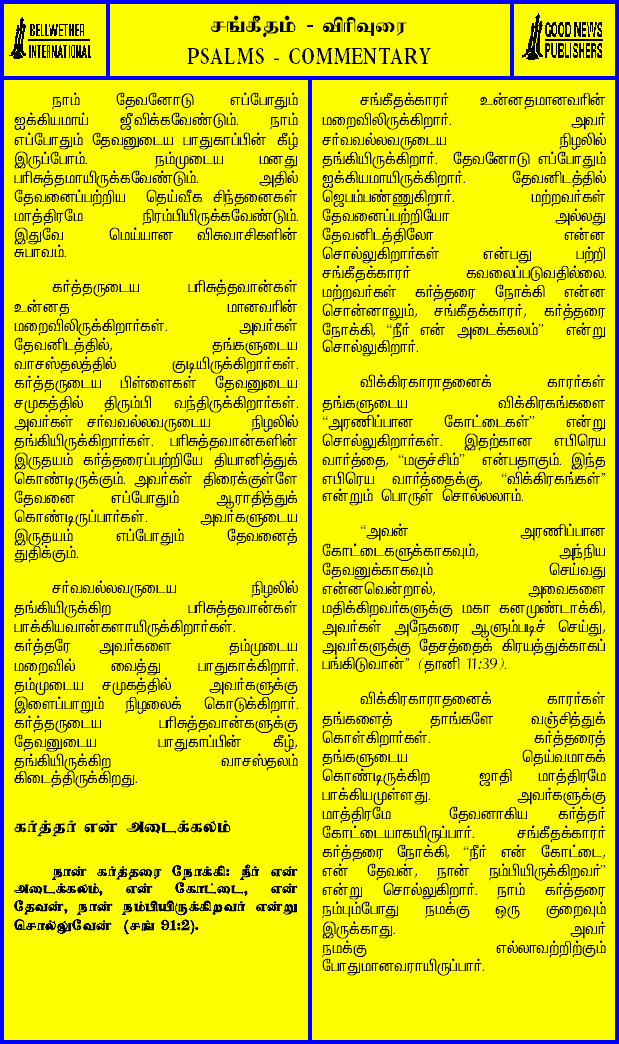 BELLWETHER
INTERNATIONAL
சங்கீதம் - விரிவுரை
PSALMS - COMMENTARY
GOOD NEWS
PUBLISHERS
நாம் தேவனோடு எப்போதும்
ஐக்கியமாய் ஜீவிக்கவேண்டும். நாம்
எப்போதும் தேவனுடைய பாதுகாப்பின் கீழ்
இருப்போம். நம்முடைய மனது
பரிசுத்தமாயிருக்கவேண்டும். அதில்
தேவனைப்பற்றிய தெய்வீக சிந்தனைகள்
மாத்திரமே நிரம்பியிருக்கவேண்டும்.
இதுவே மெய்யான விசுவாசிகளின்
சுபாவம்.
கர்த்தருடைய பரிசுத்தவான்கள்
உன்னத மானவரின்
மறைவிலிருக்கிறார்கள். அவர்கள்
தேவனிடத்தில், தங்களுடைய
வாசஸ்தலத்தில் குடியிருக்கிறார்கள்.
கர்த்தருடைய பிள்ளைகள் தேவனுடைய
சமுகத்தில் திரும்பி வந்திருக்கிறார்கள்.
அவர்கள் சர்வவல்லவருடைய நிழலில்
தங்கியிருக்கிறார்கள். பரிசுத்தவான்களின்
இருதயம் கர்த்தரைப்பற்றியே தியானித்துக்
கொண்டிருக்கும். அவர்கள் திரைக்குள்ளே
தேவனை எப்போதும் ஆராதித்துக்
கொண்டிருப்பார்கள். அவர்களுடைய
இருதயம் எப்போதும் தேவனைத்
துதிக்கும்.
சர்வவல்லவருடைய நிழலில்
தங்கியிருக்கிற பரிசுத்தவான்கள்
பாக்கியவான்களாயிருக்கிறார்கள்.
கர்த்தரே அவர்களை தம்முடைய
மறைவில் வைத்து பாதுகாக்கிறார்.
தம்முடைய சமுகத்தில் அவர்களுக்கு
இளைப்பாறும் நிழலைக் கொடுக்கிறார்.
கர்த்தருடைய பரிசுத்தவான்களுக்கு
தேவனுடைய பாதுகாப்பின் கீழ்,
தங்கியிருக்கிற வாசஸ்தலம்
கிடைத்திருக்கிறது.
கர்த்தர் என் அடைக்கலம்
நான் கர்த்தரை நோக்கி: நீர் என்
அடைக்கலம், என் கோட்டை, என்
தேவன், நான் நம்பியிருக்கிறவர் என்று
சொல்லுவேன் (சங் 91:2).
சங்கீதக்காரர் உன்னதமானவரின்
மறைவிலிருக்கிறார். அவர்
சர்வவல்லவருடைய நிழலில்
தங்கியிருக்கிறார். தேவனோடு எப்போதும்
ஐக்கியமாயிருக்கிறார். தேவனிடத்தில்
ஜெபம்பண்ணுகிறார். மற்றவர்கள்
தேவனைப்பற்றியோ அல்லது
தேவனிடத்திலோ என்ன
சொல்லுகிறார்கள் என்பது பற்றி
சங்கீதக்காரர் கவலைப்படுவதில்லை.
மற்றவர்கள் கர்த்தரை நோக்கி என்ன
சொன்னாலும், சங்கீதக்காரர், கர்த்தரை
நோக்கி, "நீர் என் அடைக்கலம்" என்று
சொல்லுகிறார்.
விக்கிரகாராதனைக் காரர்கள்
தங்களுடைய விக்கிரகங்களை
"அரணிப்பான கோட்டைகள்" என்று
சொல்லுகிறார்கள். இதற்கான எபிரெய
வார்த்தை, "மகுச்சிம்" என்பதாகும். இந்த
எபிரெய வார்த்தைக்கு, "விக்கிரகங்கள்"
என்றும் பொருள் சொல்லலாம்.
"அவன் அரணிப்பான
கோட்டைகளுக்காகவும், அந்நிய
தேவனுக்காகவும் செய்வது
என்னவென்றால், அவைகளை
மதிக்கிறவர்களுக்கு மகா கனமுண்டாக்கி,
அவர்கள் அநேகரை ஆளும்படிச் செய்து,
அவர்களுக்கு தேசத்தைக் கிரயத்துக்காகப்
பங்கிடுவான்" (தானி 11:39).
விக்கிரகாராதனைக் காரர்கள்
தங்களைத் தாங்களே வஞ்சித்துக்
கொள்கிறார்கள். கர்த்தரைத்
தங்களுடைய தெய்வமாகக்
கொண்டிருக்கிற ஜாதி மாத்திரமே
பாக்கியமுள்ளது. அவர்களுக்கு
மாத்திரமே தேவனாகிய கர்த்தர்
கோட்டையாகயிருப்பார். சங்கீதக்காரர்
கர்த்தரை நோக்கி, "நீர் என் கோட்டை,
என் தேவன், நான் நம்பியிருக்கிறவர்"
என்று சொல்லுகிறார். நாம் கர்த்தரை
நம்பும்போது நமக்கு ஒரு குறைவும்
இருக்காது. அவர்
நமக்கு எல்லாவற்றிற்கும்
போதுமானவராயிருப்பார்.